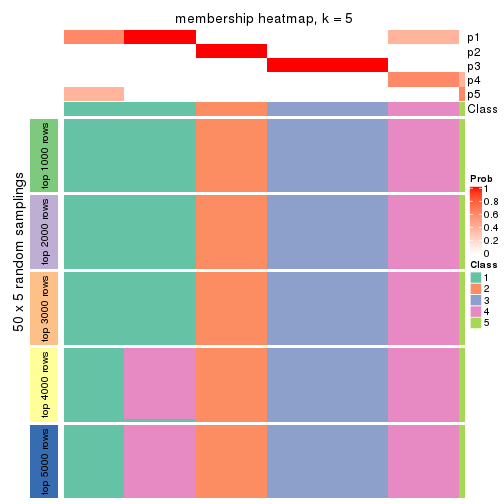 membership heatmap, k = 5
p1
p2
p3
p4
p5
Class
50 x 5 random samplings
top 1000 rows
top 2000 rows
top 3000 rows
top 4000 rows
top 5000 rows
Prob
1
0.8
0.6
0.4
0.2
0
Class
1
2
3
4
5